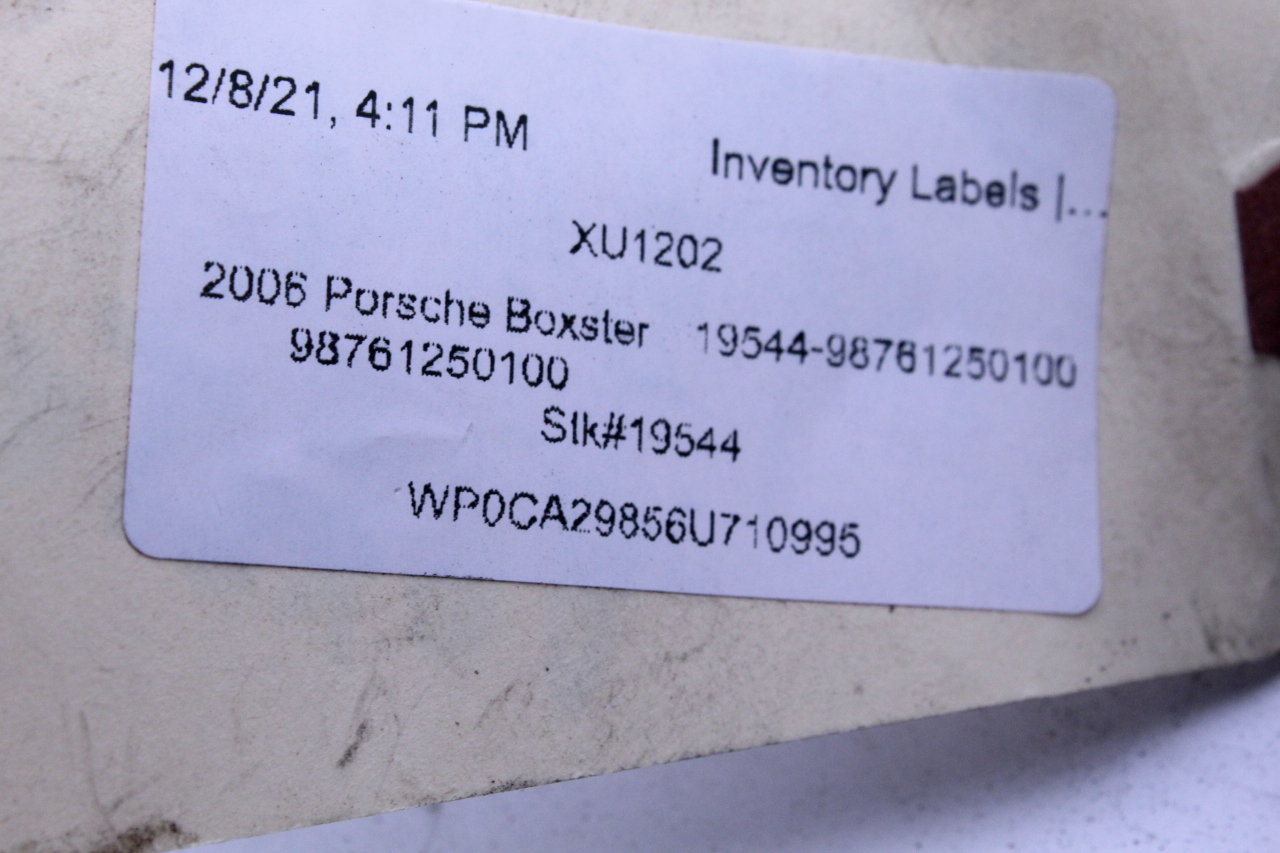 12/8/21, 4:11 PM
Inventory Labels |...
XU1202
2006 Porsche Boxster 19544-98761250100
98761250100
Stk#19544
WP0CA29856U710995